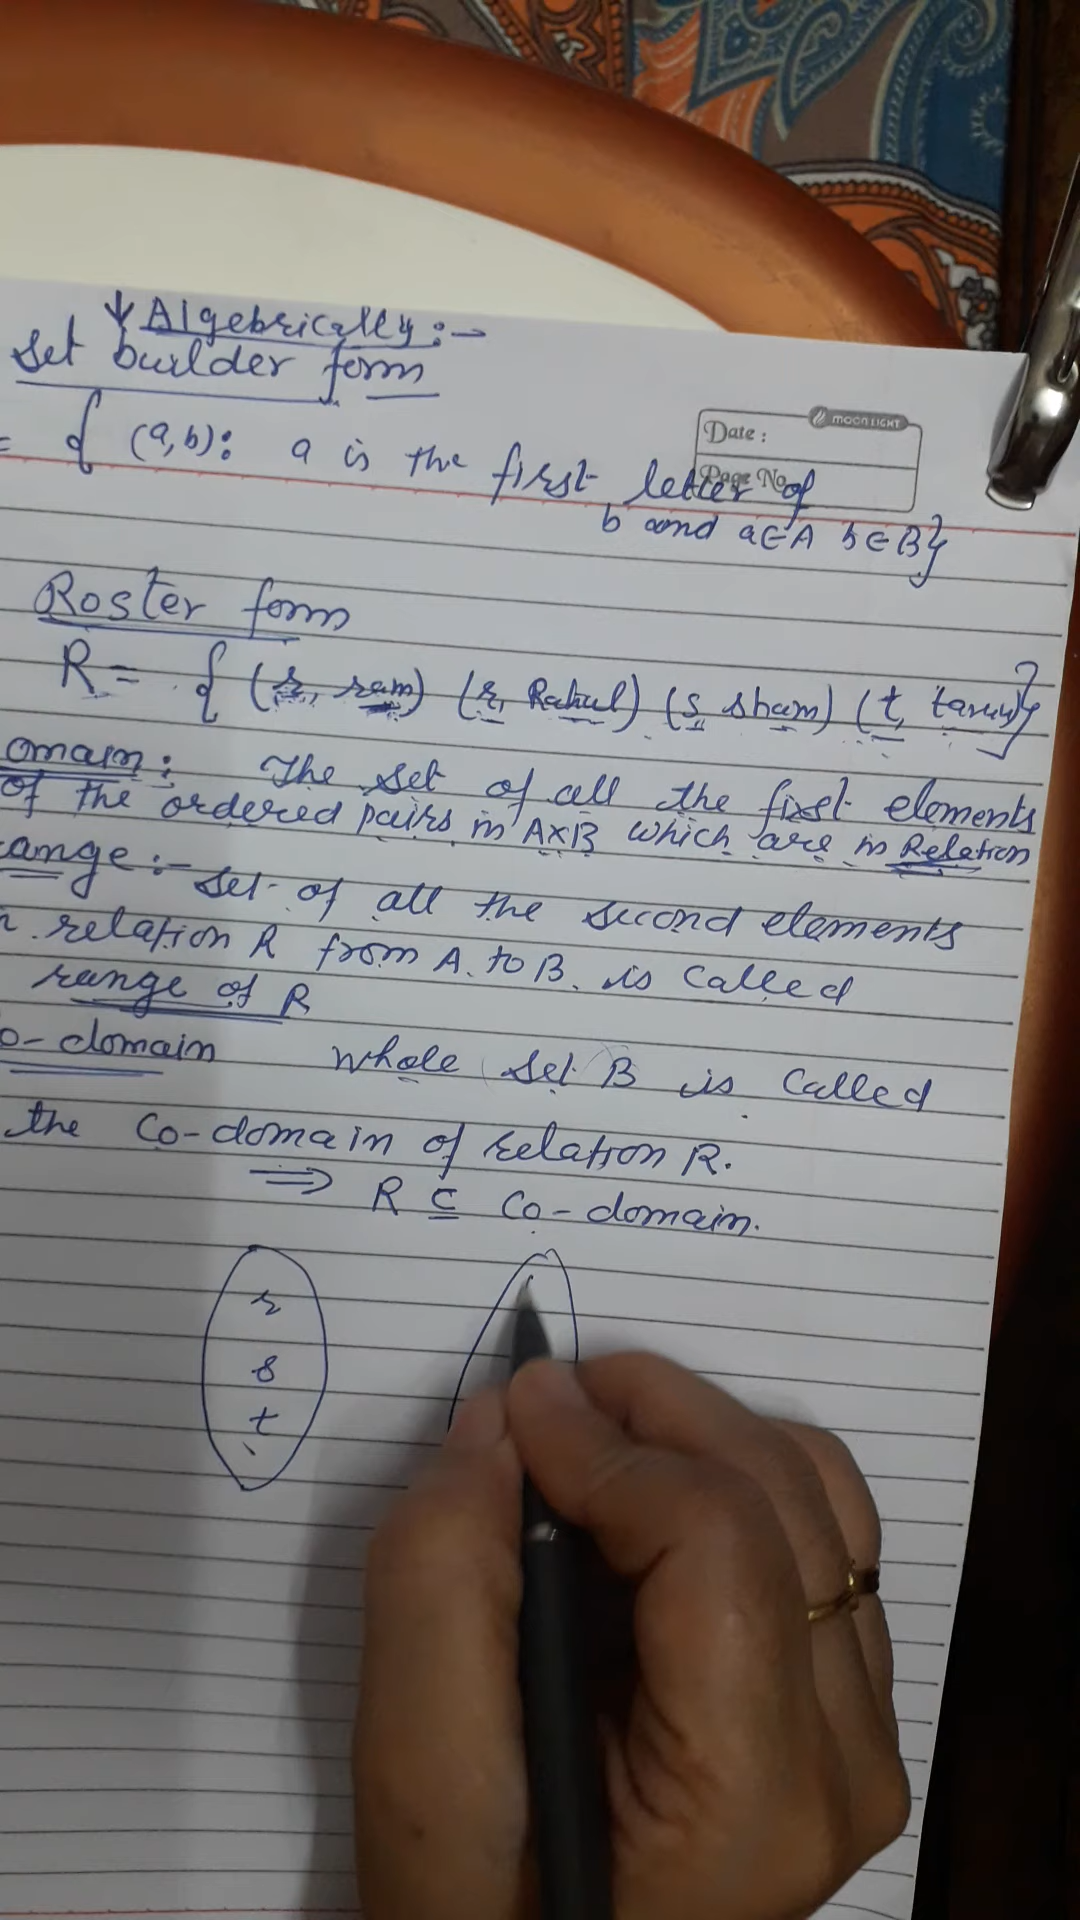 ↓ Algebrically :-
Set builder form
= { (a,b): a is the first letter of
b and a∈A b∈B}
MOONLIGHT
Date :
Page No.
Roster form
R = { (r, ram) (r, Rahul) (s, sham) (t, tarun)}
omain : The set of all the first elements
of the ordered pairs in A×B which are in Relation
ange :- set of all the second elements
relation R from A to B is called
range of R
o-domain whole set B is called
the Co-domain of relation R.
⇒ R ⊆ Co-domain.
r
s
t